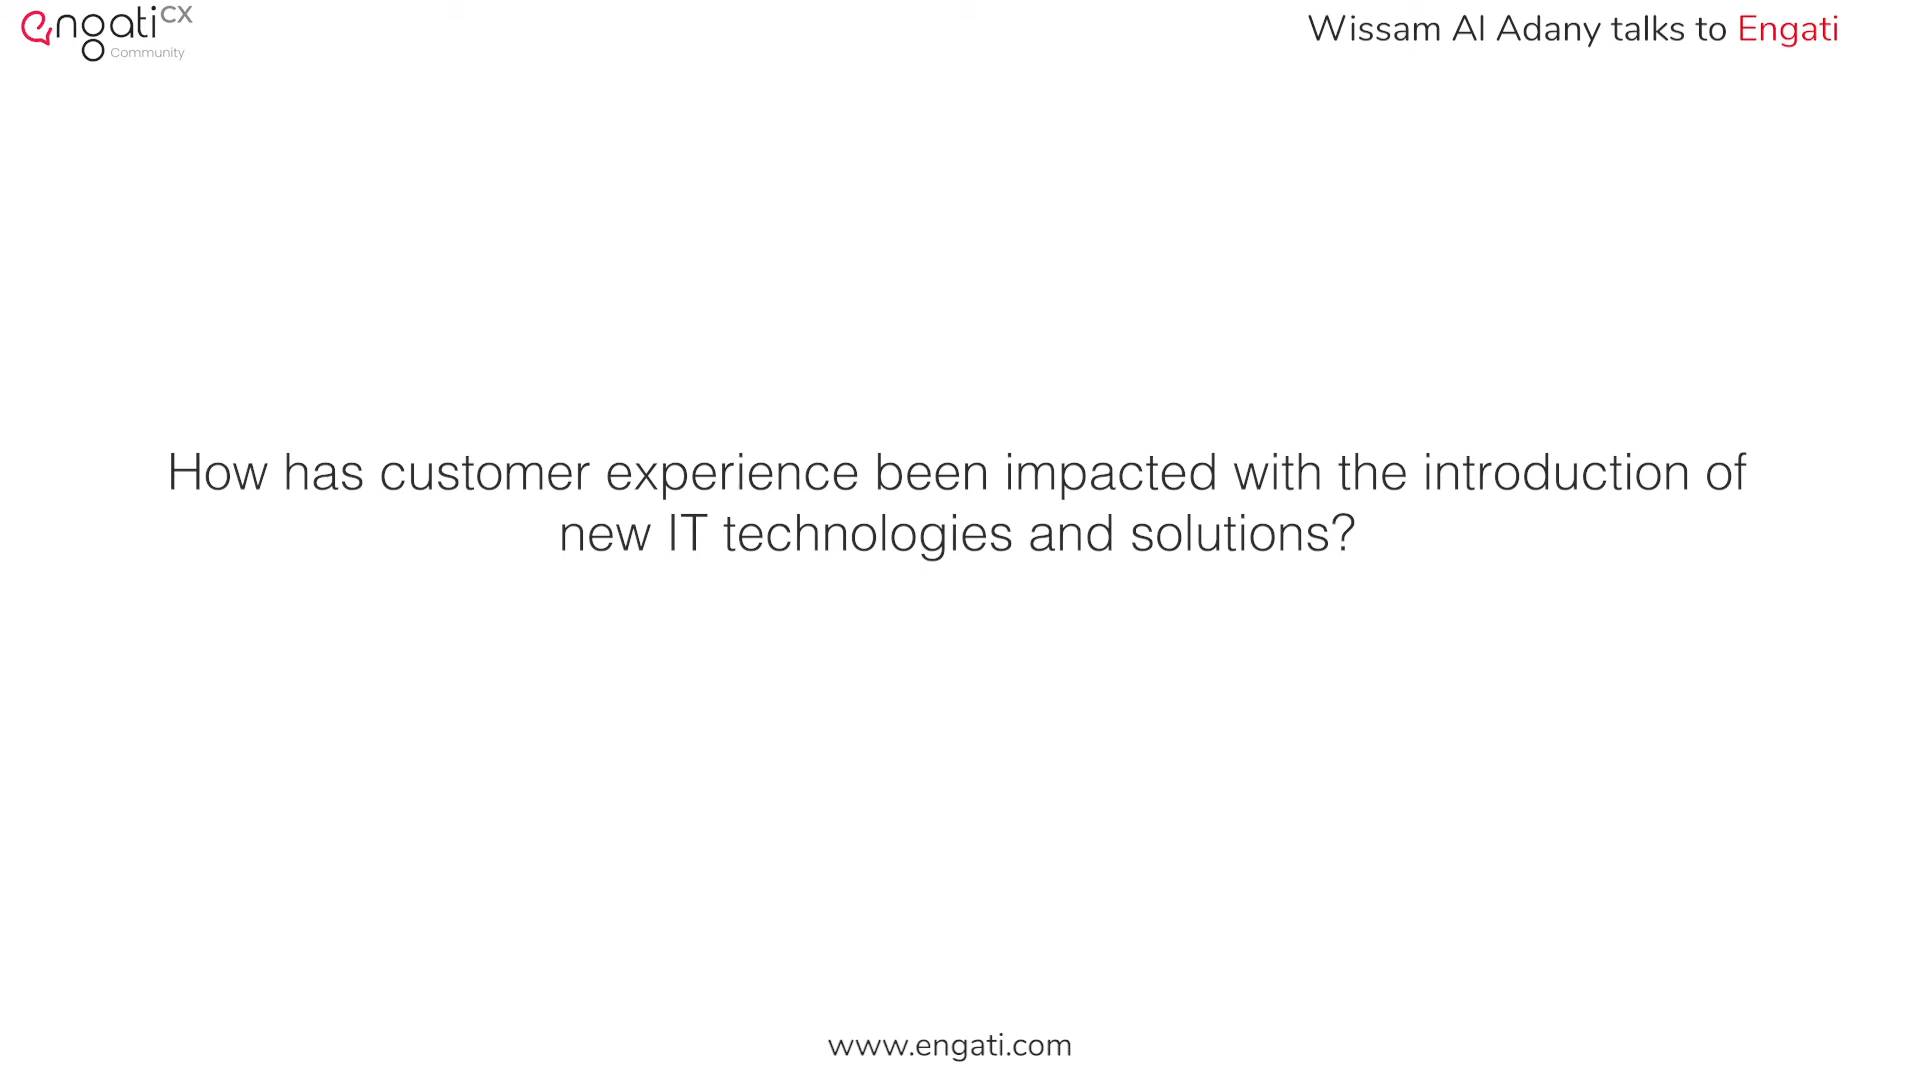 engati CX
Community
Wissam Al Adany talks to Engati
How has customer experience been impacted with the introduction of
new IT technologies and solutions?
www.engati.com